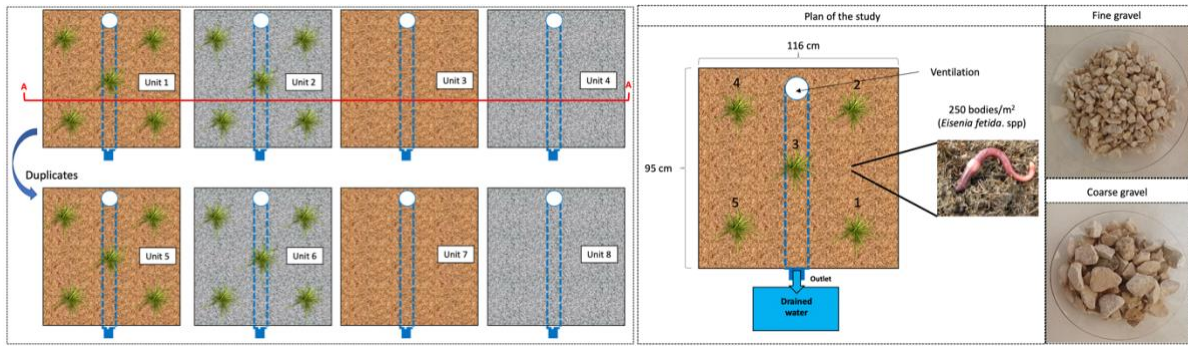 Unit 1
Unit 2
Unit 3
Unit 4
A
A
Duplicates
Unit 5
Unit 6
Unit 7
Unit 8
Plan of the study
116 cm
Ventilation
4
2
250 bodies/m²
(Eisenia fetida. spp)
3
95 cm
5
1
Outlet
Drained
water
Fine gravel
Coarse gravel